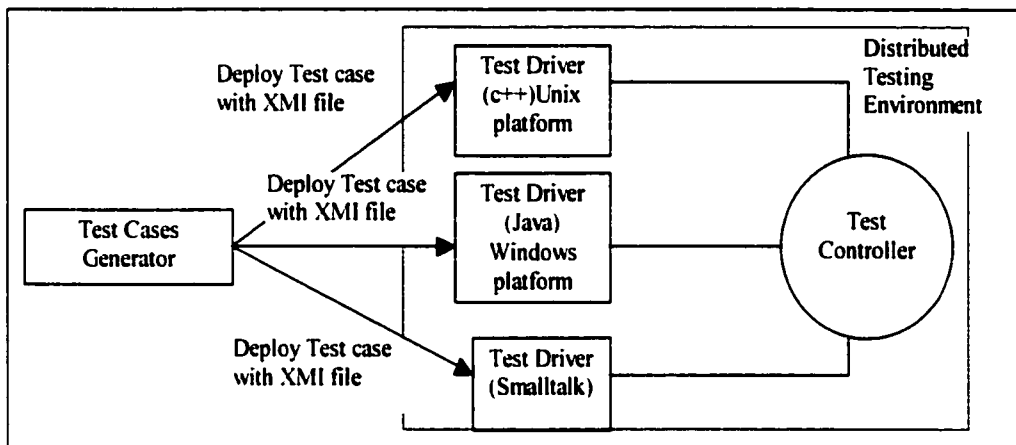 Deploy Test case
with XMI file
Test Driver
(c++)Unix
platform
Distributed
Testing
Environment
Deploy Test case
with XMI file
Test Driver
(Java)
Windows
platform
Test Cases
Generator
Test
Controller
Deploy Test case
with XMI file
Test Driver
(Smalltalk)